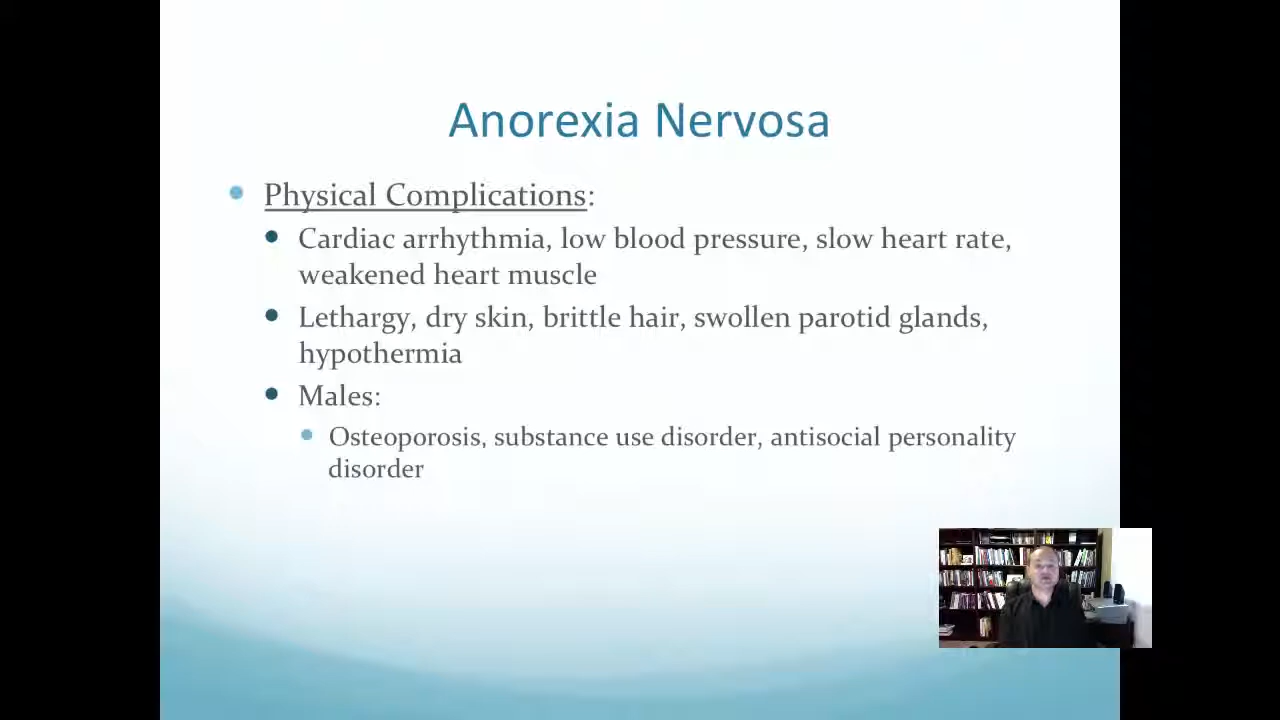 Anorexia Nervosa
Physical Complications:
Cardiac arrhythmia, low blood pressure, slow heart rate,
weakened heart muscle
Lethargy, dry skin, brittle hair, swollen parotid glands,
hypothermia
Males:
Osteoporosis, substance use disorder, antisocial personality
disorder